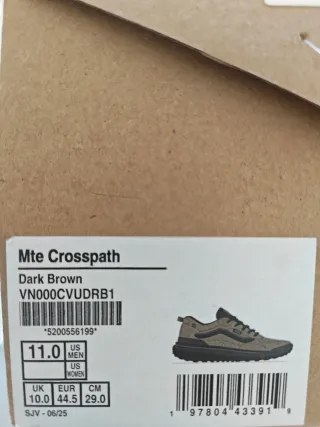 Mte Crosspath
Dark Brown
VN000CVUDRB1
*5200556199*
11.0 US MEN
US WOMEN
UK EUR CM
10.0 44.5 29.0
SJV - 06/25
1 97804 43391 9